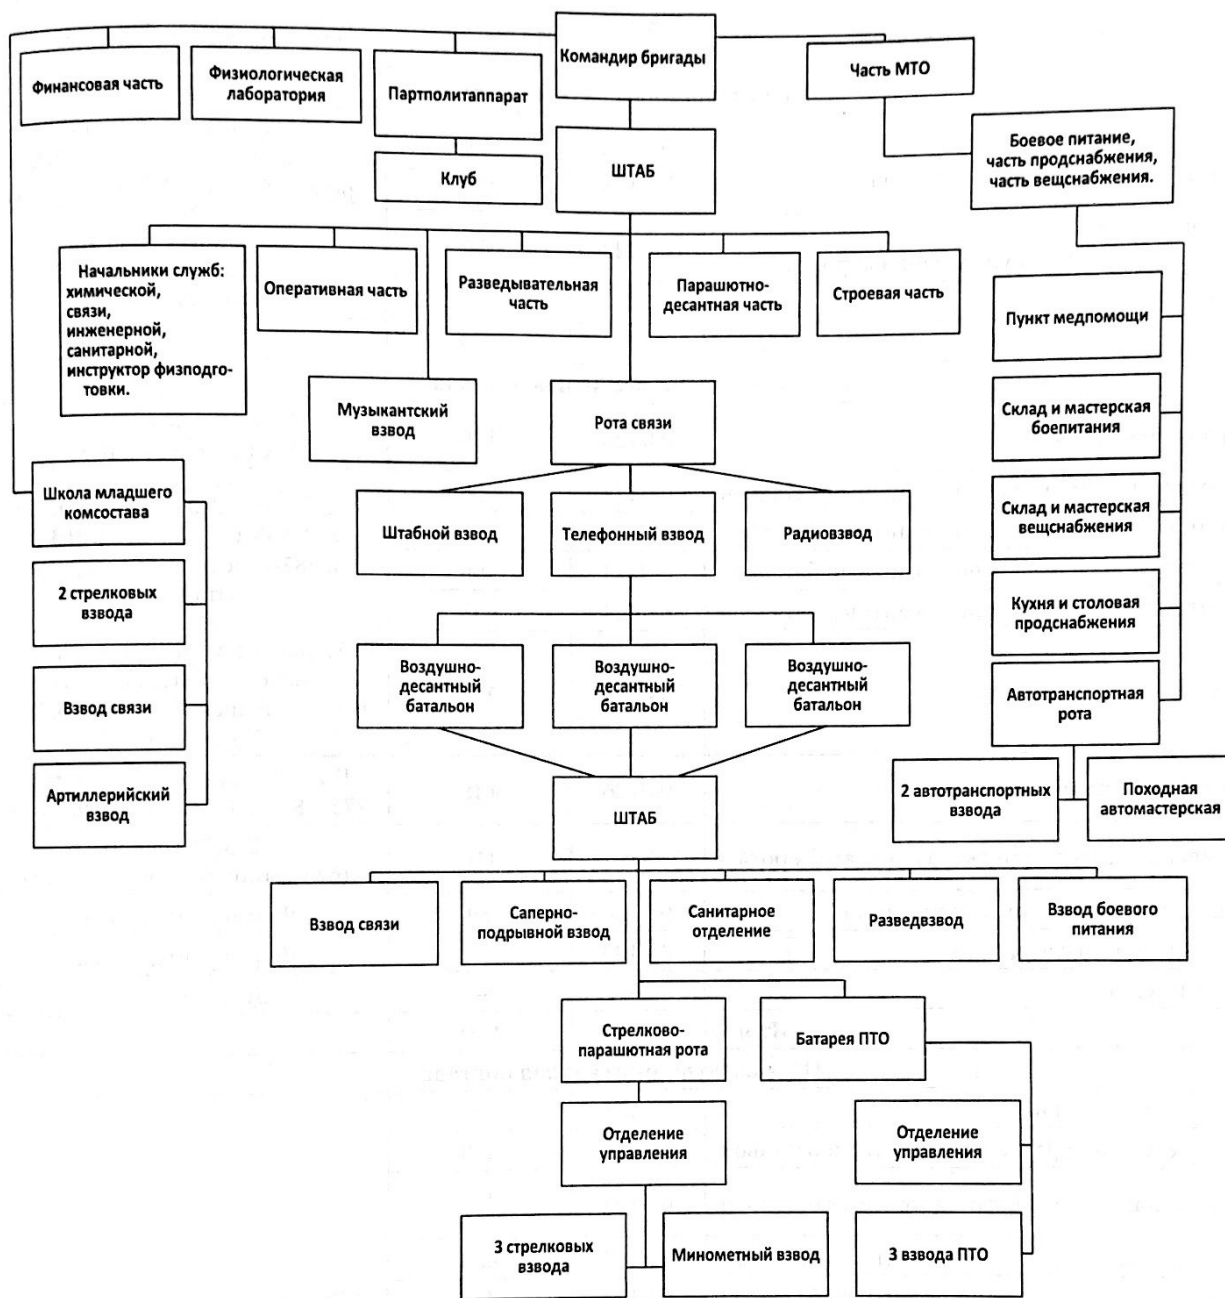 Командир бригады
Финансовая часть
Физиологическая
лаборатория
Партполитаппарат
Часть МТО
Клуб
ШТАБ
Боевое питание,
часть продснабжения,
часть вещснабжения.
Начальники служб:
химической,
связи,
инженерной,
санитарной,
инструктор физподго-
товки.
Оперативная часть
Разведывательная
часть
Парашютно-
десантная часть
Строевая часть
Пункт медпомощи
Музыкантский
взвод
Рота связи
Склад и мастерская
боепитания
Школа младшего
комсостава
Штабной взвод
Телефонный взвод
Радиовзвод
Склад и мастерская
вещснабжения
2 стрелковых
взвода
Кухня и столовая
продснабжения
Взвод связи
Воздушно-
десантный
батальон
Воздушно-
десантный
батальон
Воздушно-
десантный
батальон
Автотранспортная
рота
Артиллерийский
взвод
ШТАБ
2 автотранспортных
взвода
Походная
автомастерская
Взвод связи
Саперно-
подрывной взвод
Санитарное
отделение
Разведвзвод
Взвод боевого
питания
Стрелково-
парашютная рота
Батарея ПТО
Отделение
управления
Отделение
управления
3 стрелковых
взвода
Минометный взвод
3 взвода ПТО